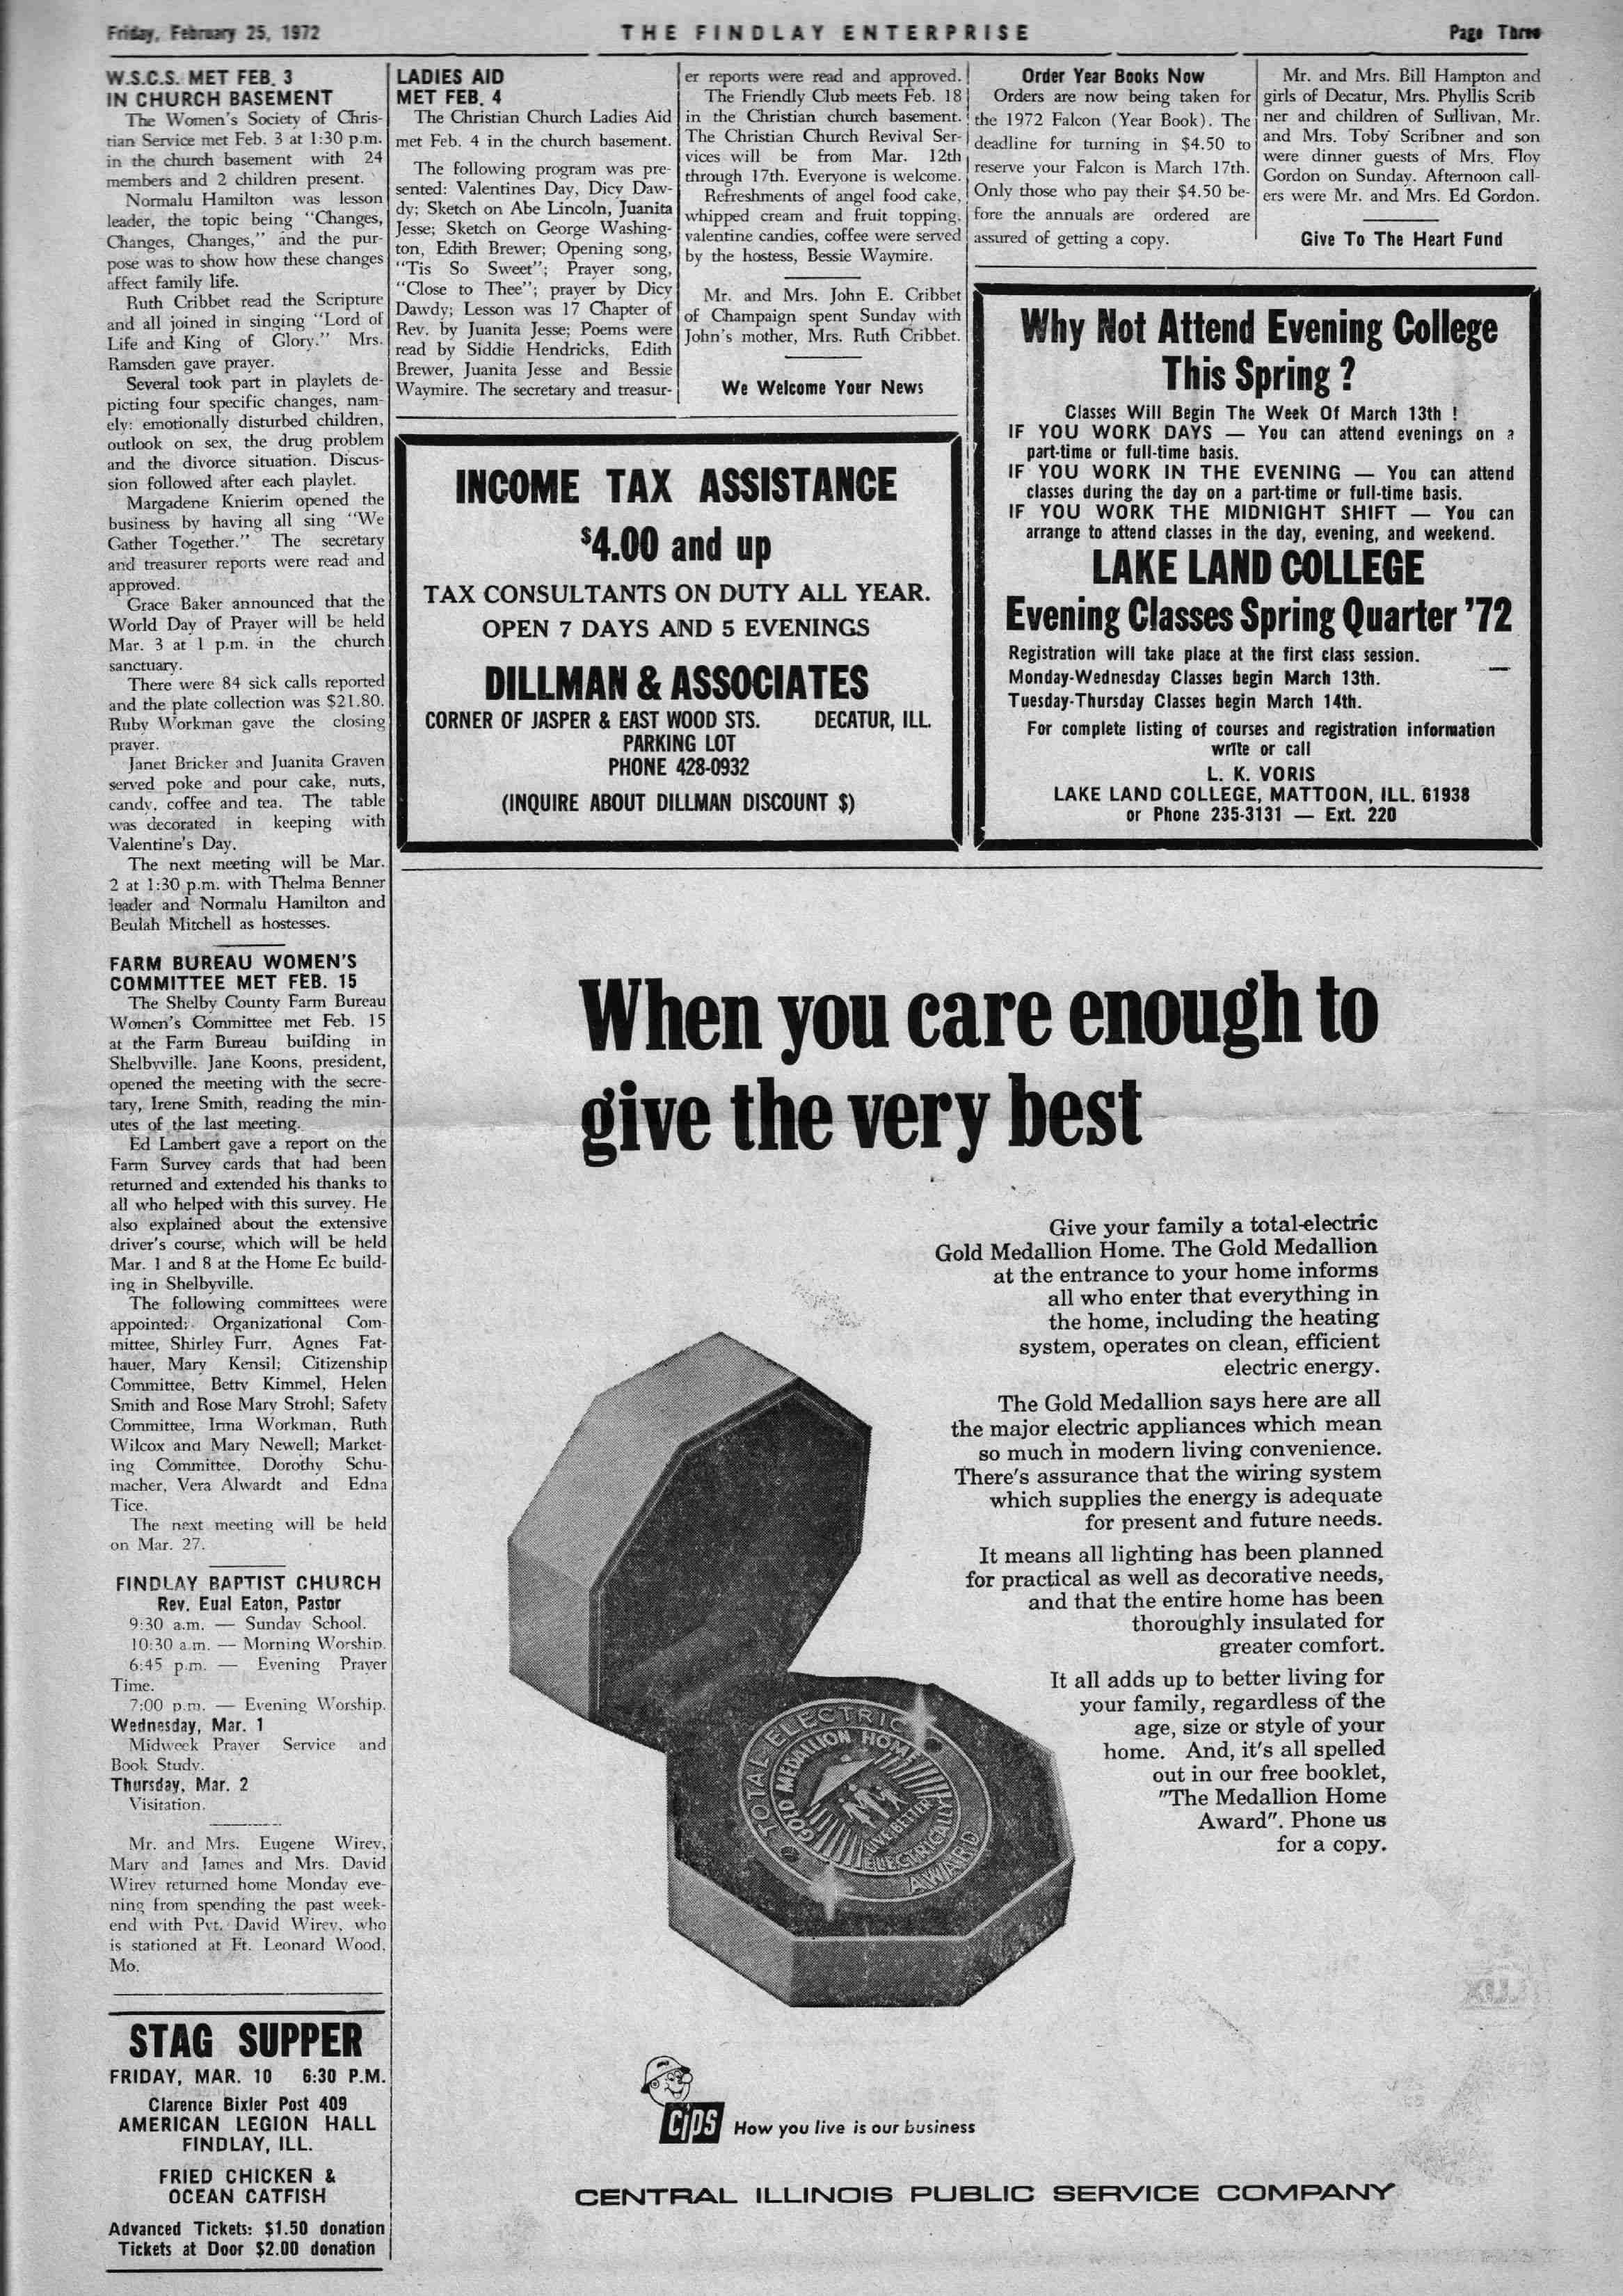 Friday, February 25, 1972
THE FINDLAY ENTERPRISE
Page Three
W.S.C.S. MET FEB. 3
IN CHURCH BASEMENT
The Women's Society of Chris-
tian Service met Feb. 3 at 1:30 p.m.
in the church basement with 24
members and 2 children present.
Normalu Hamilton was lesson
leader, the topic being "Changes,
Changes, Changes," and the pur-
pose was to show how these changes
affect family life.
Ruth Cribbet read the Scripture
and all joined in singing "Lord of
Life and King of Glory." Mrs.
Ramsden gave prayer.
Several took part in playlets de-
picting four specific changes, nam-
ely: emotionally disturbed children,
outlook on sex, the drug problem
and the divorce situation. Discus-
sion followed after each playlet.
Margadene Knierim opened the
business by having all sing "We
Gather Together." The secretary
and treasurer reports were read and
approved.
Grace Baker announced that the
World Day of Prayer will be held
Mar. 3 at 1 p.m. in the church
sanctuary.
There were 84 sick calls reported
and the plate collection was $21.80.
Ruby Workman gave the closing
prayer.
Janet Bricker and Juanita Graven
served poke and pour cake, nuts,
candy, coffee and tea. The table
was decorated in keeping with
Valentine's Day.
The next meeting will be Mar.
2 at 1:30 p.m. with Thelma Benner
leader and Normalu Hamilton and
Beulah Mitchell as hostesses.
FARM BUREAU WOMEN'S
COMMITTEE MET FEB. 15
The Shelby County Farm Bureau
Women's Committee met Feb. 15
at the Farm Bureau building in
Shelbyville. Jane Koons, president,
opened the meeting with the secre-
tary, Irene Smith, reading the min-
utes of the last meeting.
Ed Lambert gave a report on the
Farm Survey cards that had been
returned and extended his thanks to
all who helped with this survey. He
also explained about the extensive
driver's course, which will be held
Mar. 1 and 8 at the Home Ec build-
ing in Shelbyville.
The following committees were
appointed: Organizational Com-
mittee, Shirley Furr, Agnes Fat-
hauer, Mary Kensil; Citizenship
Committee, Betty Kimmel, Helen
Smith and Rose Mary Strohl; Safety
Committee, Irma Workman, Ruth
Wilcox and Mary Newell; Market-
ing Committee, Dorothy Schu-
macher, Vera Alwardt and Edna
Tice.
The next meeting will be held
on Mar. 27.
FINDLAY BAPTIST CHURCH
Rev. Eual Eaton, Pastor
9:30 a.m. — Sunday School.
10:30 a.m. — Morning Worship.
6:45 p.m. — Evening Prayer
Time.
7:00 p.m. — Evening Worship.
Wednesday, Mar. 1
Midweek Prayer Service and
Book Study.
Thursday, Mar. 2
Visitation.
Mr. and Mrs. Eugene Wirey,
Mary and James and Mrs. David
Wirey returned home Monday eve-
ning from spending the past week-
end with Pvt. David Wirey, who
is stationed at Ft. Leonard Wood,
Mo.
STAG SUPPER
FRIDAY, MAR. 10 6:30 P.M.
Clarence Bixler Post 409
AMERICAN LEGION HALL
FINDLAY, ILL.
FRIED CHICKEN &
OCEAN CATFISH
Advanced Tickets: $1.50 donation
Tickets at Door $2.00 donation
LADIES AID
MET FEB. 4
The Christian Church Ladies Aid
met Feb. 4 in the church basement.
The following program was pre-
sented: Valentines Day, Dicy Daw-
dy; Sketch on Abe Lincoln, Juanita
Jesse; Sketch on George Washing-
ton, Edith Brewer; Opening song,
"Tis So Sweet"; Prayer song,
"Close to Thee"; prayer by Dicy
Dawdy; Lesson was 17 Chapter of
Rev. by Juanita Jesse; Poems were
read by Siddie Hendricks, Edith
Brewer, Juanita Jesse and Bessie
Waymire. The secretary and treasur-
er reports were read and approved.
The Friendly Club meets Feb. 18
in the Christian church basement.
The Christian Church Revival Ser-
vices will be from Mar. 12th
through 17th. Everyone is welcome.
Refreshments of angel food cake,
whipped cream and fruit topping,
valentine candies, coffee were served
by the hostess, Bessie Waymire.
Mr. and Mrs. John E. Cribbet
of Champaign spent Sunday with
John's mother, Mrs. Ruth Cribbet.
We Welcome Your News
Order Year Books Now
Orders are now being taken for
the 1972 Falcon (Year Book). The
deadline for turning in $4.50 to
reserve your Falcon is March 17th.
Only those who pay their $4.50 be-
fore the annuals are ordered are
assured of getting a copy.
Mr. and Mrs. Bill Hampton and
girls of Decatur, Mrs. Phyllis Scrib
ner and children of Sullivan, Mr.
and Mrs. Toby Scribner and son
were dinner guests of Mrs. Floy
Gordon on Sunday. Afternoon call-
ers were Mr. and Mrs. Ed Gordon.
Give To The Heart Fund
INCOME TAX ASSISTANCE
$4.00 and up
TAX CONSULTANTS ON DUTY ALL YEAR.
OPEN 7 DAYS AND 5 EVENINGS
DILLMAN & ASSOCIATES
CORNER OF JASPER & EAST WOOD STS. DECATUR, ILL.
PARKING LOT
PHONE 428-0932
(INQUIRE ABOUT DILLMAN DISCOUNT $)
Why Not Attend Evening College
This Spring ?
Classes Will Begin The Week Of March 13th !
IF YOU WORK DAYS — You can attend evenings on a
part-time or full-time basis.
IF YOU WORK IN THE EVENING — You can attend
classes during the day on a part-time or full-time basis.
IF YOU WORK THE MIDNIGHT SHIFT — You can
arrange to attend classes in the day, evening, and weekend.
LAKE LAND COLLEGE
Evening Classes Spring Quarter '72
Registration will take place at the first class session.
Monday-Wednesday Classes begin March 13th.
Tuesday-Thursday Classes begin March 14th.
For complete listing of courses and registration information
write or call
L. K. VORIS
LAKE LAND COLLEGE, MATTOON, ILL. 61938
or Phone 235-3131 — Ext. 220
When you care enough to
give the very best
Give your family a total-electric
Gold Medallion Home. The Gold Medallion
at the entrance to your home informs
all who enter that everything in
the home, including the heating
system, operates on clean, efficient
electric energy.
The Gold Medallion says here are all
the major electric appliances which mean
so much in modern living convenience.
There's assurance that the wiring system
which supplies the energy is adequate
for present and future needs.
It means all lighting has been planned
for practical as well as decorative needs,
and that the entire home has been
thoroughly insulated for
greater comfort.
It all adds up to better living for
your family, regardless of the
age, size or style of your
home. And, it's all spelled
out in our free booklet,
"The Medallion Home
Award". Phone us
for a copy.
TOTAL ELECTRIC
GOLD MEDALLION HOME
LIVE BETTER
ELECTRICALLY
AWARD
CIPS How you live is our business
CENTRAL ILLINOIS PUBLIC SERVICE COMPANY